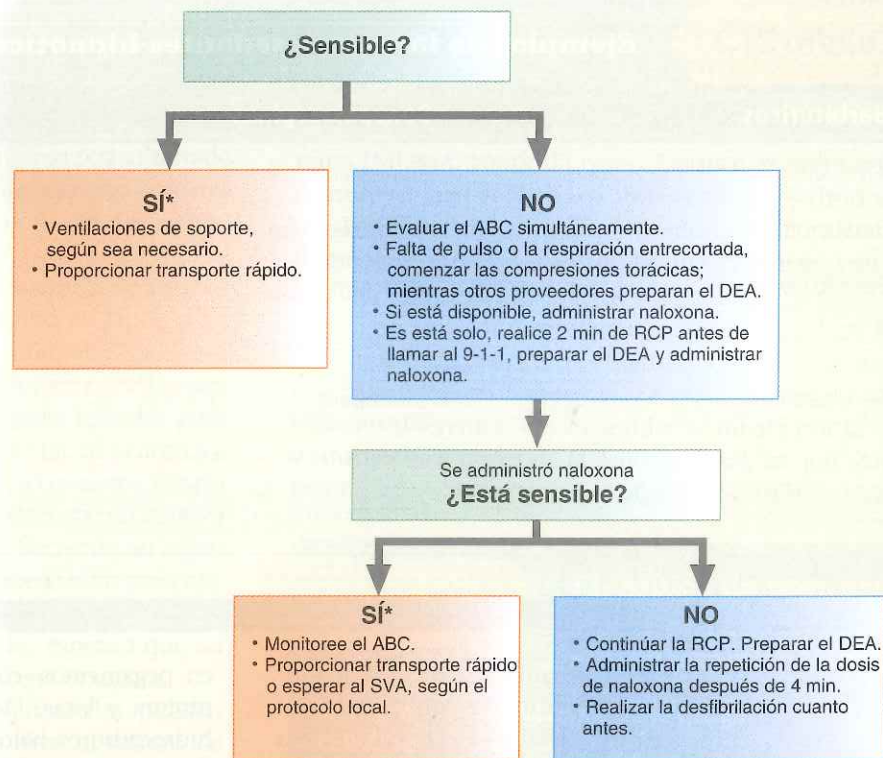 ¿Sensible?
SÍ*
• Ventilaciones de soporte,
según sea necesario.
• Proporcionar transporte rápido.
NO
• Evaluar el ABC simultáneamente.
• Falta de pulso o la respiración entrecortada,
comenzar las compresiones torácicas;
mientras otros proveedores preparan el DEA.
• Si está disponible, administrar naloxona.
• Es está solo, realice 2 min de RCP antes de
llamar al 9-1-1, preparar el DEA y administrar
naloxona.
Se administró naloxona
¿Está sensible?
SÍ*
• Monitoree el ABC.
• Proporcionar transporte rápido
o esperar al SVA, según el
protocolo local.
NO
• Continúar la RCP. Preparar el DEA.
• Administrar la repetición de la dosis
de naloxona después de 4 min.
• Realizar la desfibrilación cuanto
antes.